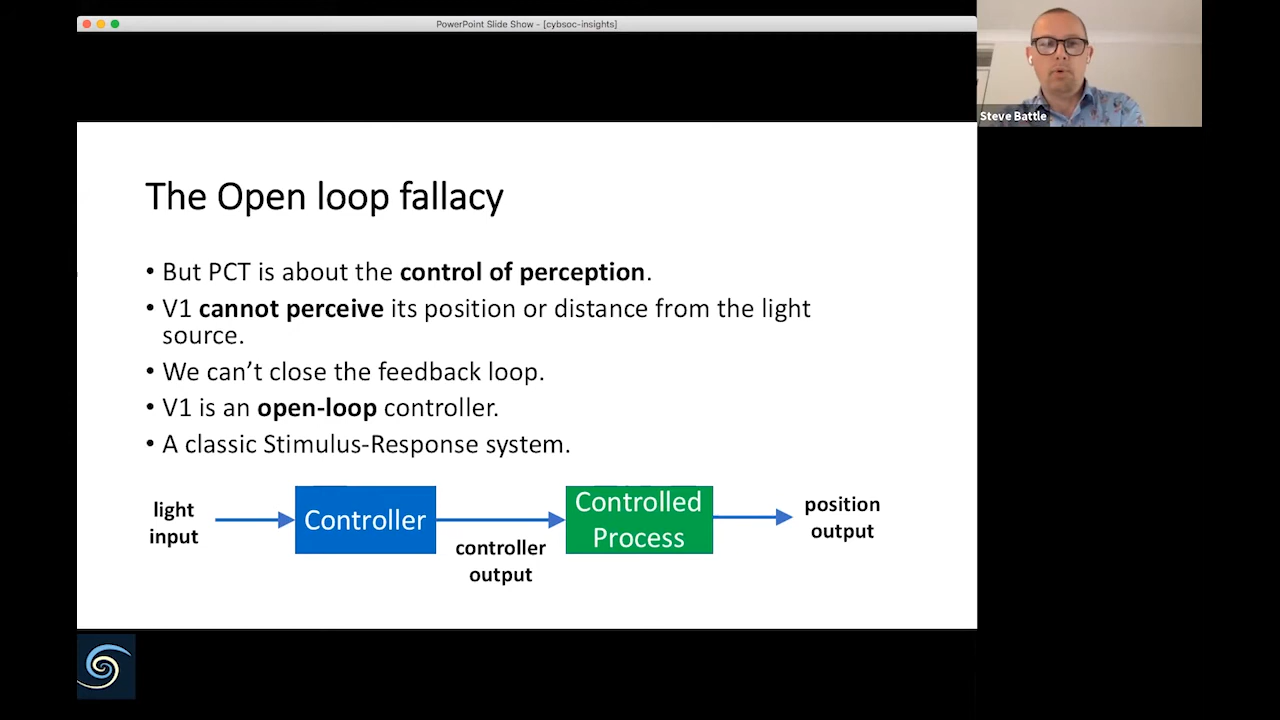 PowerPoint Slide Show - [cybsoc-insights]
Steve Battle
The Open loop fallacy
• But PCT is about the control of perception.
• V1 cannot perceive its position or distance from the light
source.
• We can’t close the feedback loop.
• V1 is an open-loop controller.
• A classic Stimulus-Response system.
light
input
Controller
controller
output
Controlled
Process
position
output